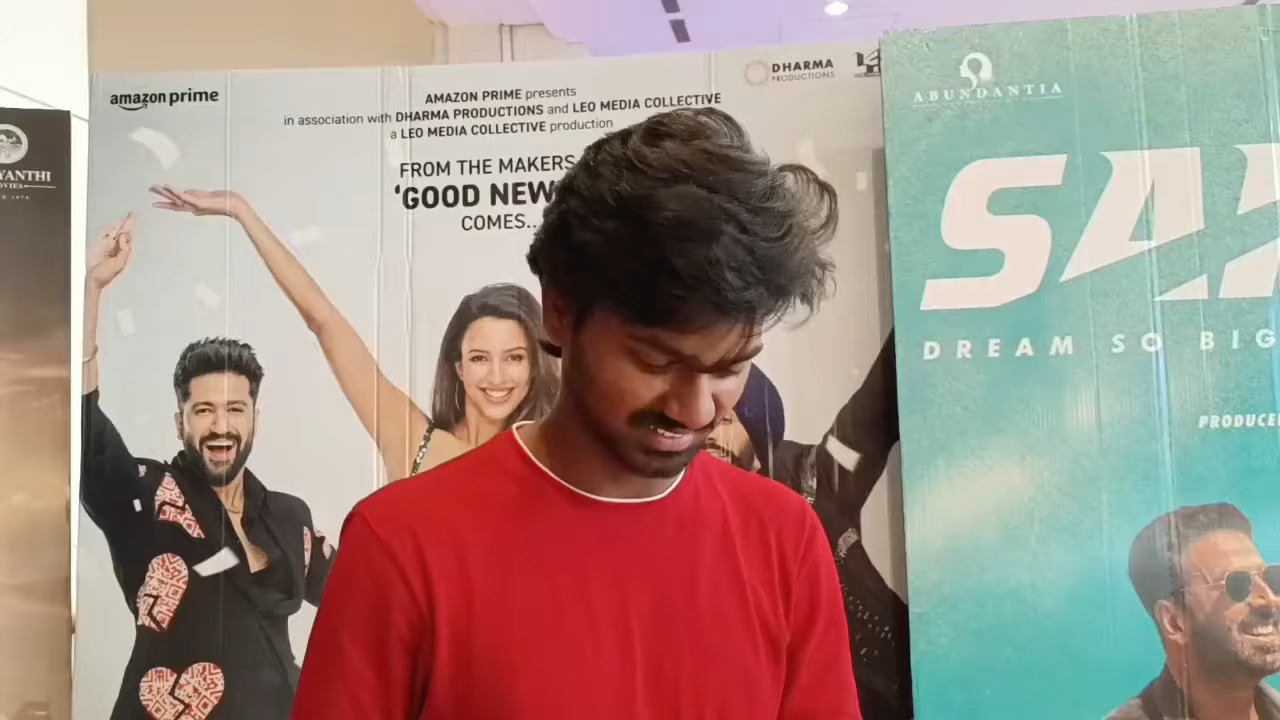 YANTHI
amazon prime
AMAZON PRIME presents
in association with DHARMA PRODUCTIONS and LEO MEDIA COLLECTIVE
a LEO MEDIA COLLECTIVE production
FROM THE MAKERS
'GOOD NEW
COMES..
DHARMA
PRODUCTIONS
ABUNDANTIA
SA
DREAM SO BIG
PRODUCE